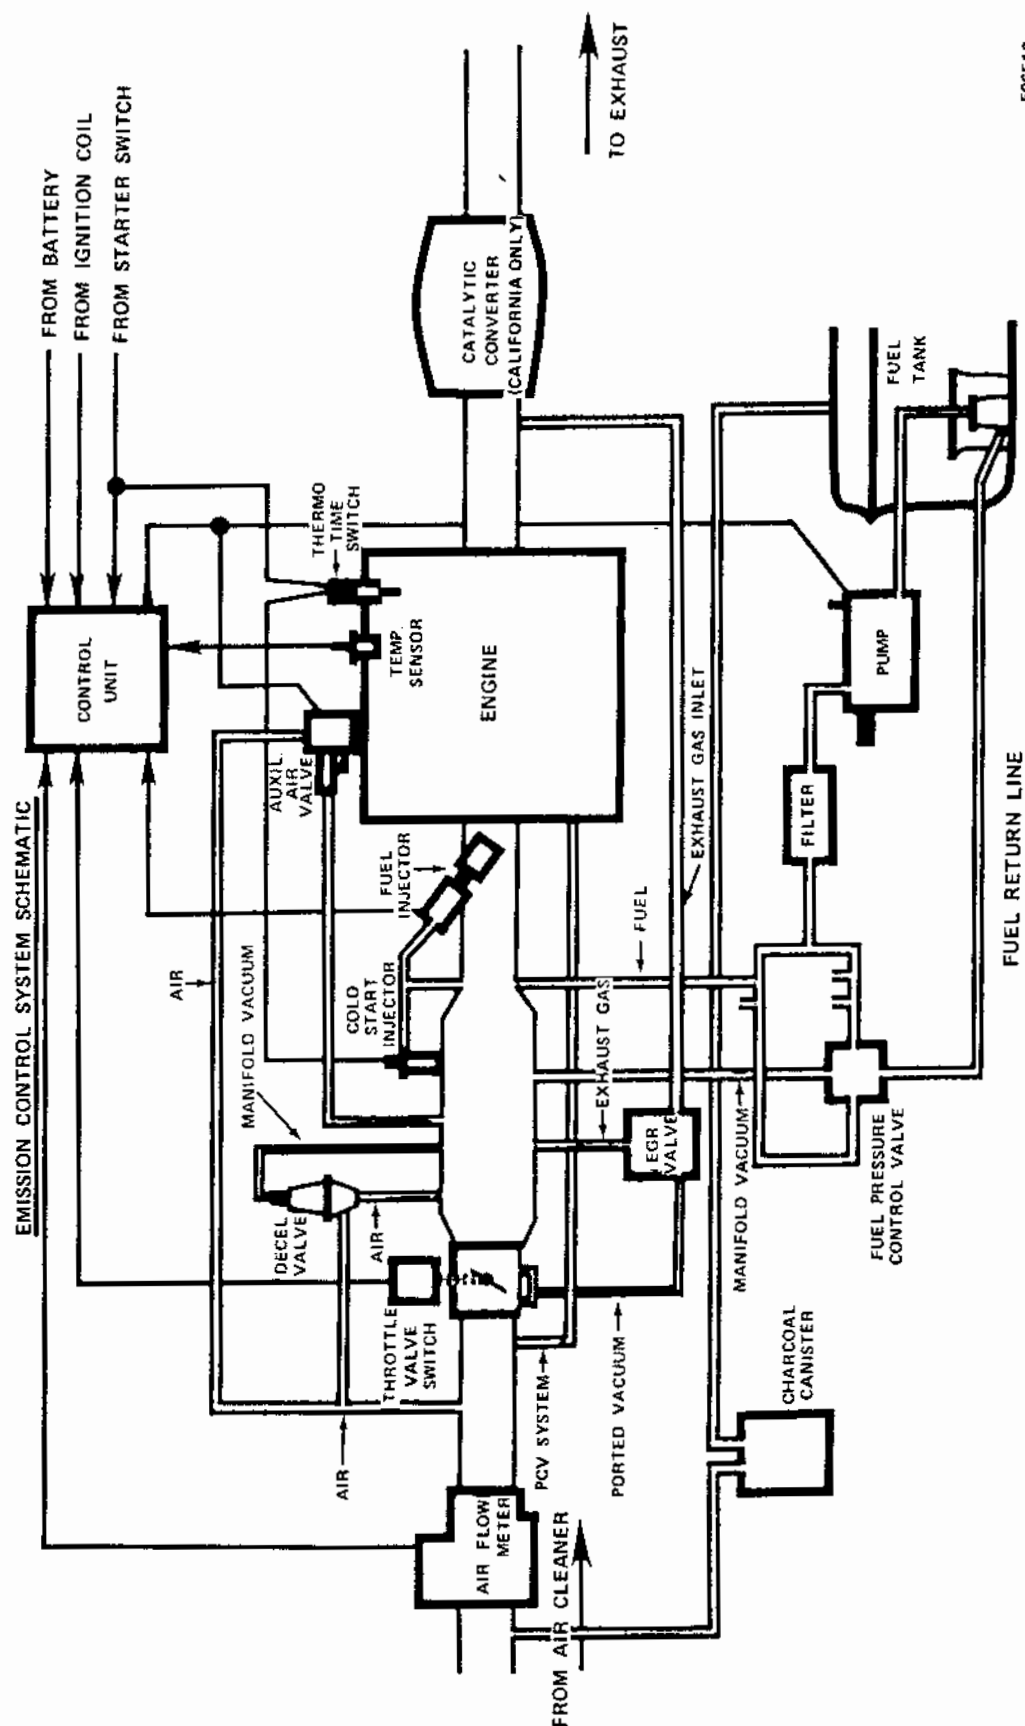 EMISSION CONTROL SYSTEM SCHEMATIC
FROM BATTERY
FROM IGNITION COIL
FROM STARTER SWITCH
CONTROL
UNIT
AIR
MANIFOLD VACUUM
AUXIL.
AIR
VALVE
THERMO
TIME
SWITCH
TEMP.
SENSOR
DECEL
VALVE
AIR
COLD
START
INJECTOR
FUEL
INJECTOR
ENGINE
CATALYTIC
CONVERTER
(CALIFORNIA ONLY)
TO EXHAUST
AIR
THROTTLE
VALVE
SWITCH
AIR FLOW
METER
FROM AIR CLEANER
PCV SYSTEM
PORTED VACUUM
EXHAUST GAS
EGR
VALVE
FUEL
EXHAUST GAS INLET
MANIFOLD VACUUM
CHARCOAL
CANISTER
FUEL PRESSURE
CONTROL VALVE
FILTER
PUMP
FUEL
TANK
FUEL RETURN LINE